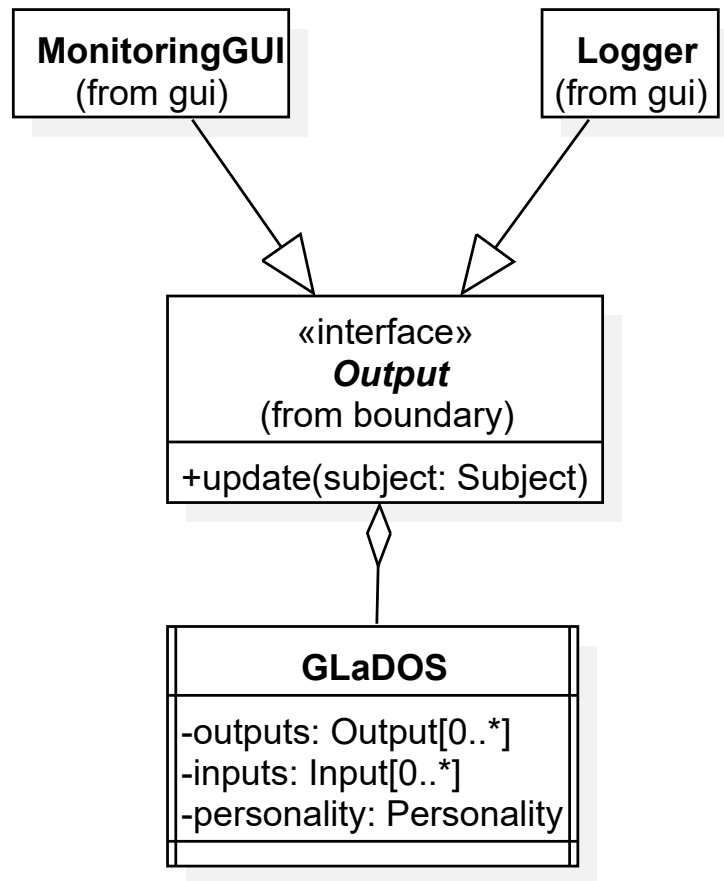 MonitoringGUI
(from gui)
Logger
(from gui)
«interface»
Output
(from boundary)
+update(subject: Subject)
GLaDOS
-outputs: Output[0..*]
-inputs: Input[0..*]
-personality: Personality